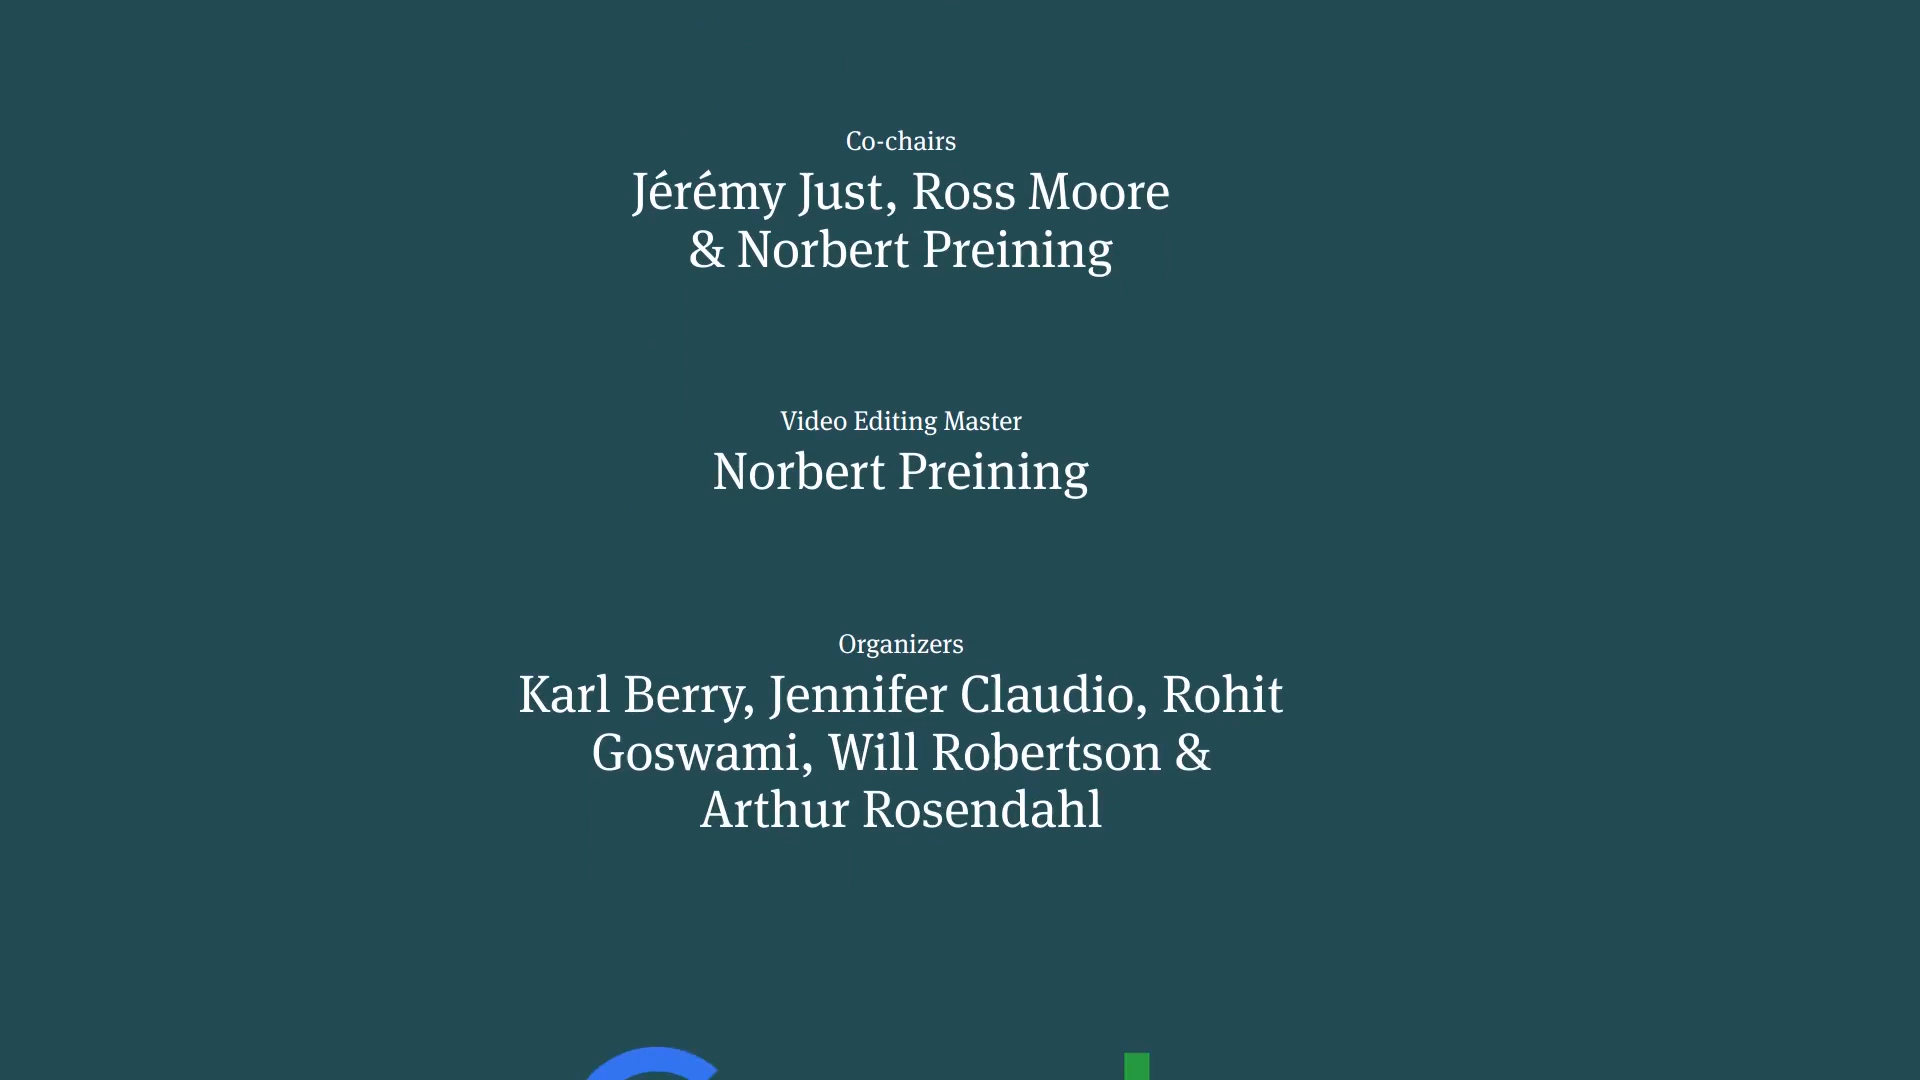 Co-chairs
Jérémy Just, Ross Moore
& Norbert Preining
Video Editing Master
Norbert Preining
Organizers
Karl Berry, Jennifer Claudio, Rohit
Goswami, Will Robertson &
Arthur Rosendahl